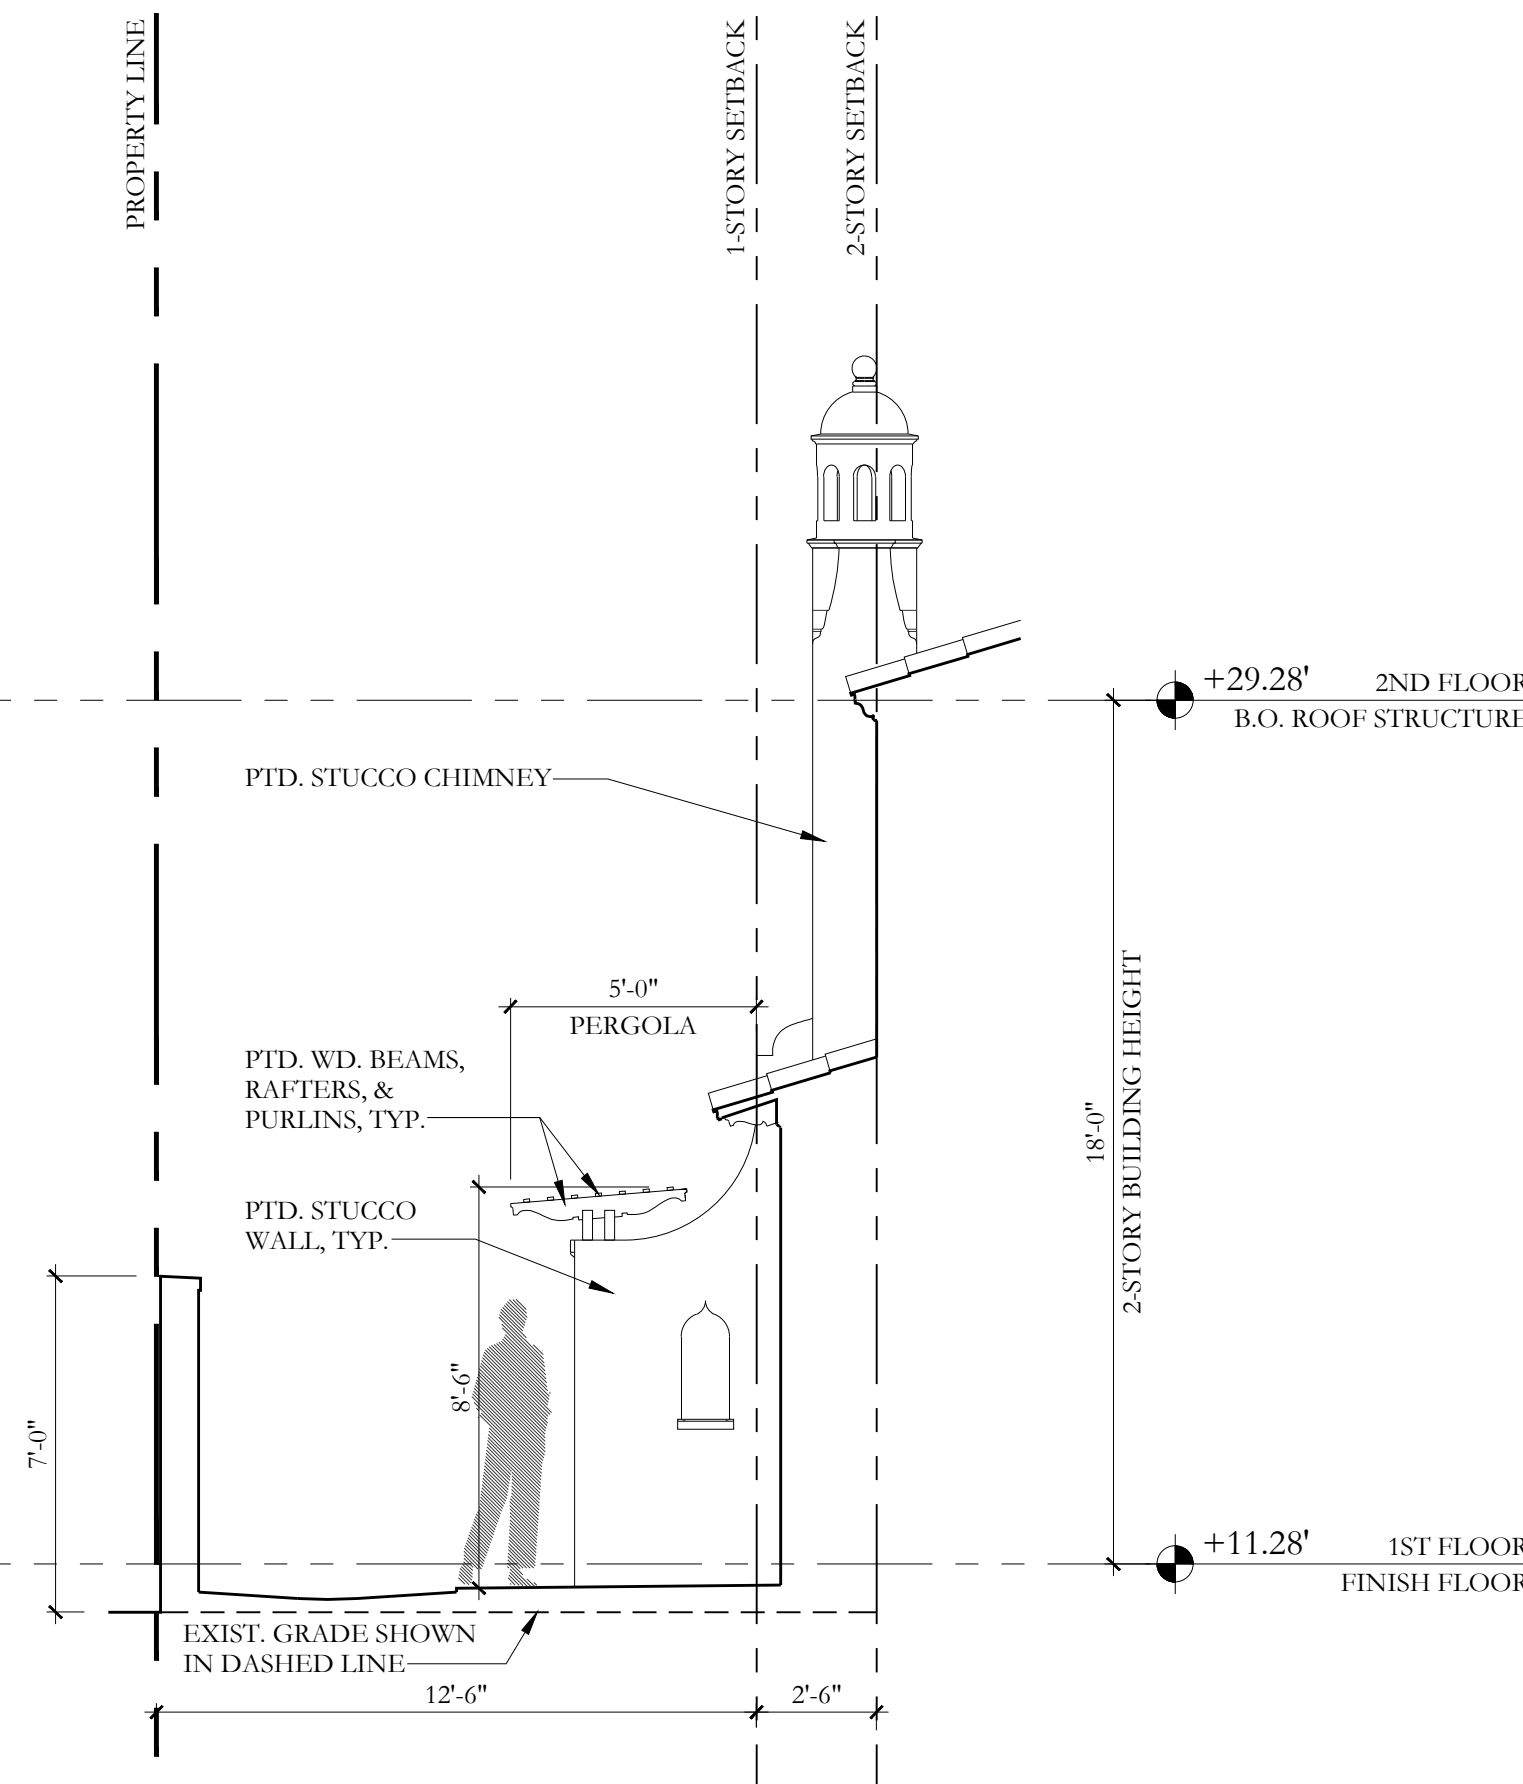 PROPERTY LINE
1-STORY SETBACK
2-STORY SETBACK
+29.28' 2ND FLOOR
B.O. ROOF STRUCTURE
PTD. STUCCO CHIMNEY
5'-0"
PERGOLA
PTD. WD. BEAMS,
RAFTERS, &
PURLINS, TYP.
PTD. STUCCO
WALL, TYP.
18'-0"
2-STORY BUILDING HEIGHT
8'-6"
7'-0"
+11.28' 1ST FLOOR
FINISH FLOOR
EXIST. GRADE SHOWN
IN DASHED LINE
12'-6"
2'-6"